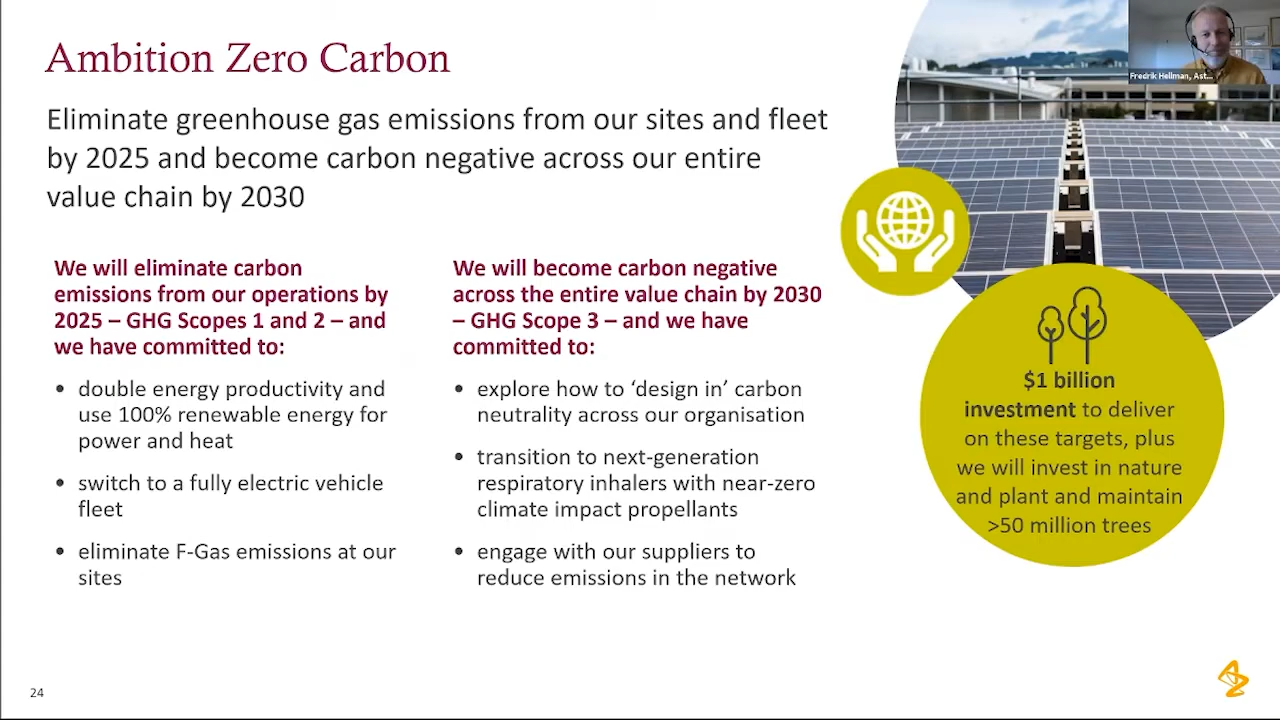 Ambition Zero Carbon
Fredrik Hellman, Ast...
Eliminate greenhouse gas emissions from our sites and fleet
by 2025 and become carbon negative across our entire
value chain by 2030
We will eliminate carbon
emissions from our operations by
2025 – GHG Scopes 1 and 2 – and
we have committed to:
• double energy productivity and
use 100% renewable energy for
power and heat
• switch to a fully electric vehicle
fleet
• eliminate F-Gas emissions at our
sites
We will become carbon negative
across the entire value chain by 2030
– GHG Scope 3 – and we have
committed to:
• explore how to ‘design in’ carbon
neutrality across our organisation
• transition to next-generation
respiratory inhalers with near-zero
climate impact propellants
• engage with our suppliers to
reduce emissions in the network
$1 billion
investment to deliver
on these targets, plus
we will invest in nature
and plant and maintain
>50 million trees
24